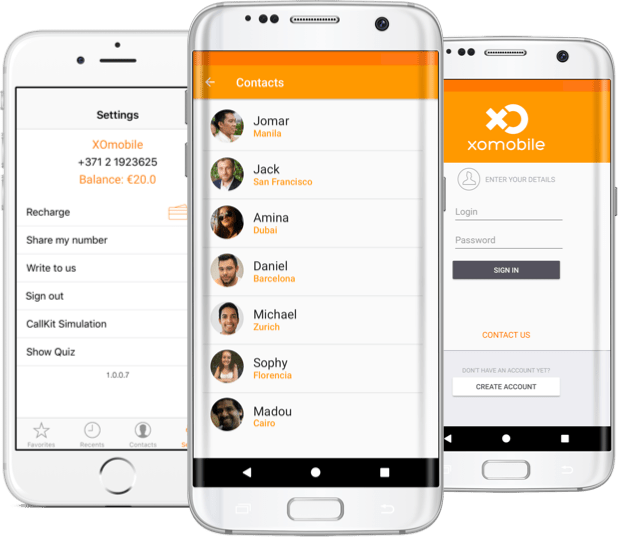 Settings
XOmobile
+371 2 1923625
Balance: €20.0
Recharge
Share my number
Write to us
Sign out
CallKit Simulation
Show Quiz
1.0.0.7
Favorites
Recents
Contacts
Contacts
Jomar
Manila
Jack
San Francisco
Amina
Dubai
Daniel
Barcelona
Michael
Zurich
Sophy
Florencia
Madou
Cairo
xomobile
ENTER YOUR DETAILS
Login
Password
SIGN IN
CONTACT US
DON'T HAVE AN ACCOUNT YET?
CREATE ACCOUNT